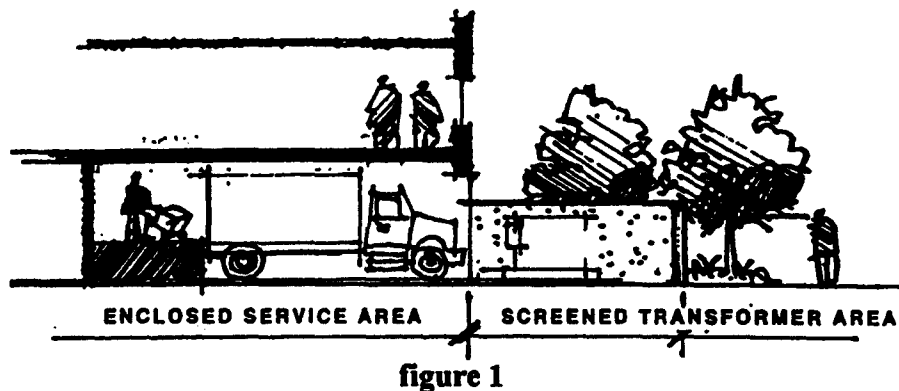 ENCLOSED SERVICE AREA
SCREENED TRANSFORMER AREA
figure 1